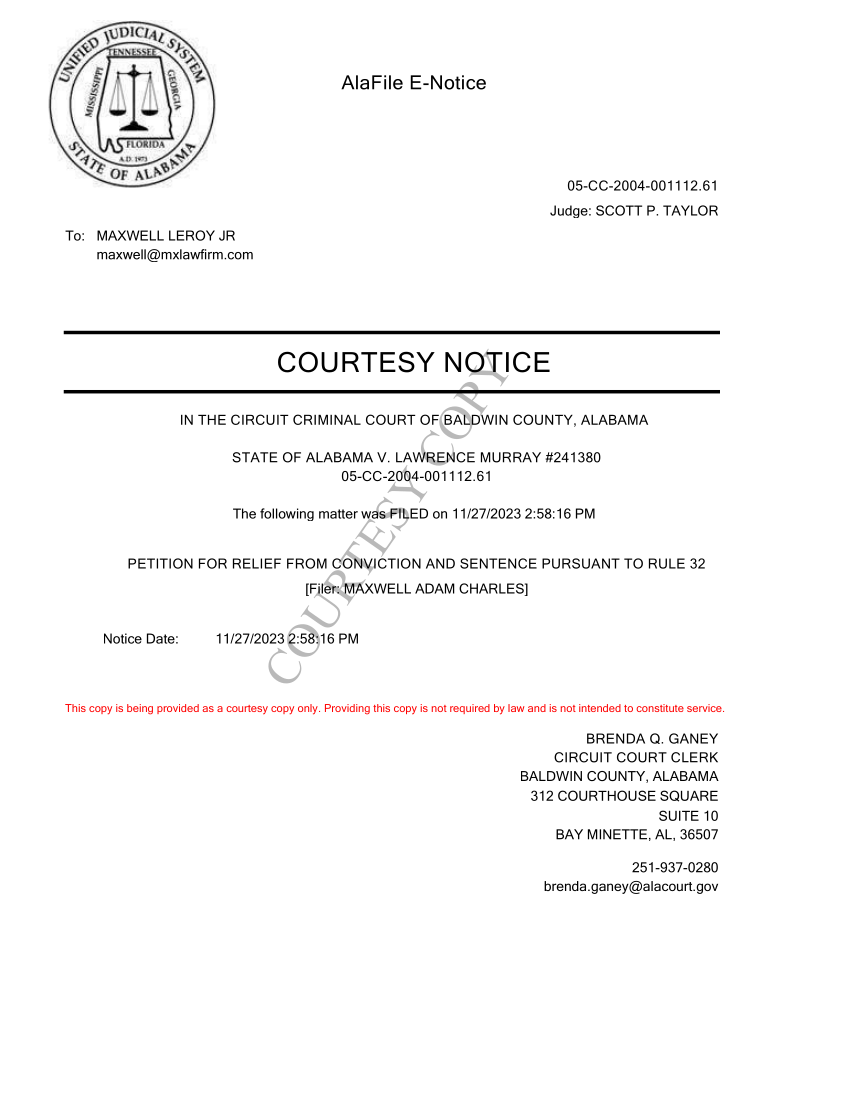 UNIFIED JUDICIAL SYSTEM
TENNESSEE
MISSISSIPPI
GEORGIA
FLORIDA
A.D. 1973
STATE OF ALABAMA
AlaFile E-Notice
05-CC-2004-001112.61
Judge: SCOTT P. TAYLOR
To: MAXWELL LEROY JR
maxwell@mxlawfirm.com
COURTESY NOTICE
IN THE CIRCUIT CRIMINAL COURT OF BALDWIN COUNTY, ALABAMA
STATE OF ALABAMA V. LAWRENCE MURRAY #241380
05-CC-2004-001112.61
The following matter was FILED on 11/27/2023 2:58:16 PM
PETITION FOR RELIEF FROM CONVICTION AND SENTENCE PURSUANT TO RULE 32
[Filer: MAXWELL ADAM CHARLES]
Notice Date: 11/27/2023 2:58:16 PM
COURTESY COPY
This copy is being provided as a courtesy copy only. Providing this copy is not required by law and is not intended to constitute service.
BRENDA Q. GANEY
CIRCUIT COURT CLERK
BALDWIN COUNTY, ALABAMA
312 COURTHOUSE SQUARE
SUITE 10
BAY MINETTE, AL, 36507
251-937-0280
brenda.ganey@alacourt.gov